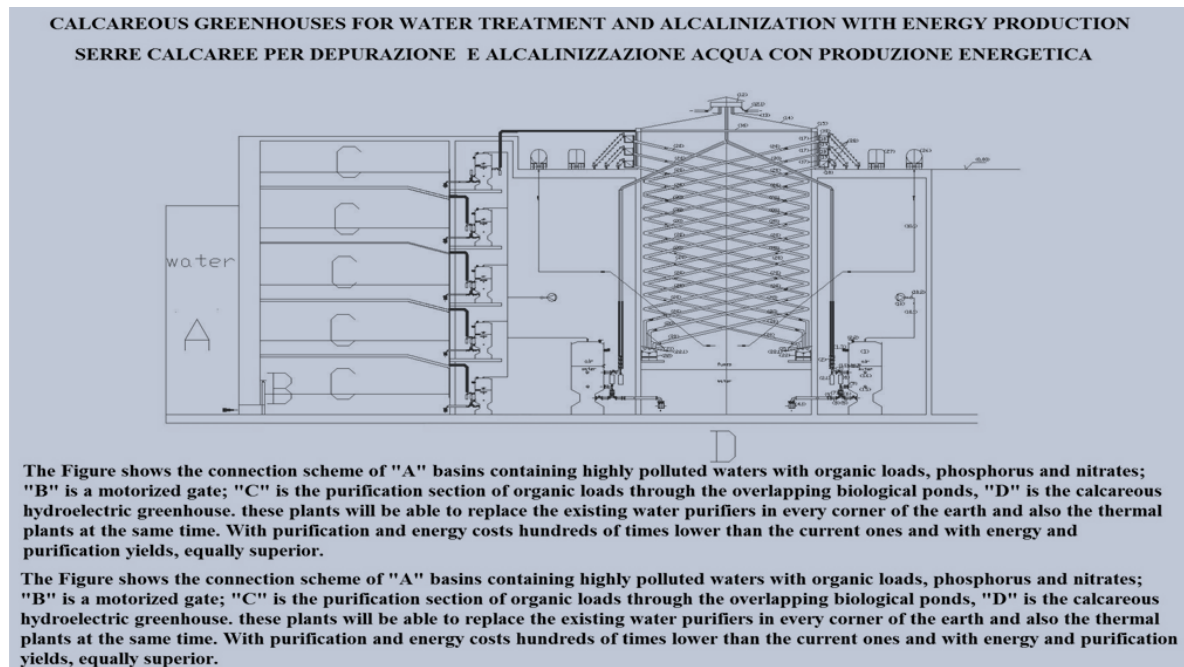 CALCAREOUS GREENHOUSES FOR WATER TREATMENT AND ALCALINIZATION WITH ENERGY PRODUCTION
SERRE CALCAREE PER DEPURAZIONE E ALCALINIZZAZIONE ACQUA CON PRODUZIONE ENERGETICA
C
C
water
C
A
C
B
C
water
D
The Figure shows the connection scheme of "A" basins containing highly polluted waters with organic loads, phosphorus and nitrates;
"B" is a motorized gate; "C" is the purification section of organic loads through the overlapping biological ponds, "D" is the calcareous
hydroelectric greenhouse. these plants will be able to replace the existing water purifiers in every corner of the earth and also the thermal
plants at the same time. With purification and energy costs hundreds of times lower than the current ones and with energy and
purification yields, equally superior.
The Figure shows the connection scheme of "A" basins containing highly polluted waters with organic loads, phosphorus and nitrates;
"B" is a motorized gate; "C" is the purification section of organic loads through the overlapping biological ponds, "D" is the calcareous
hydroelectric greenhouse. these plants will be able to replace the existing water purifiers in every corner of the earth and also the thermal
plants at the same time. With purification and energy costs hundreds of times lower than the current ones and with energy and purification
yields, equally superior.